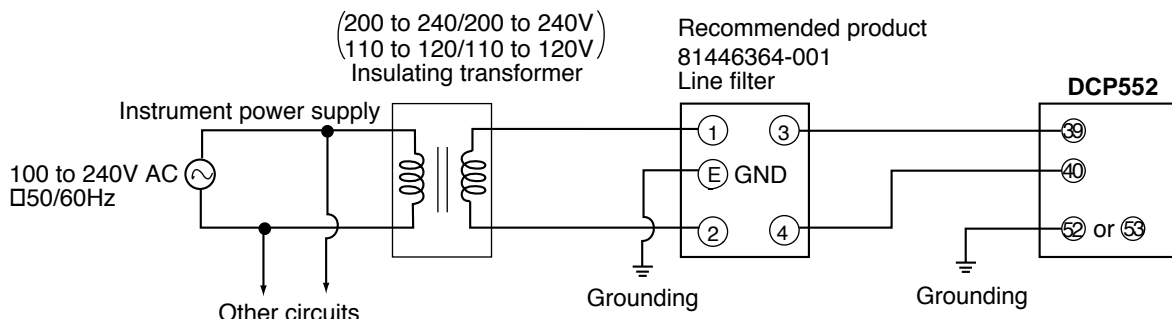 (200 to 240/200 to 240V
110 to 120/110 to 120V)
Insulating transformer
Recommended product
81446364-001
Line filter
DCP552
Instrument power supply
100 to 240V AC
□50/60Hz
1
3
39
E GND
40
2
4
52 or 53
Grounding
Grounding
Other circuits